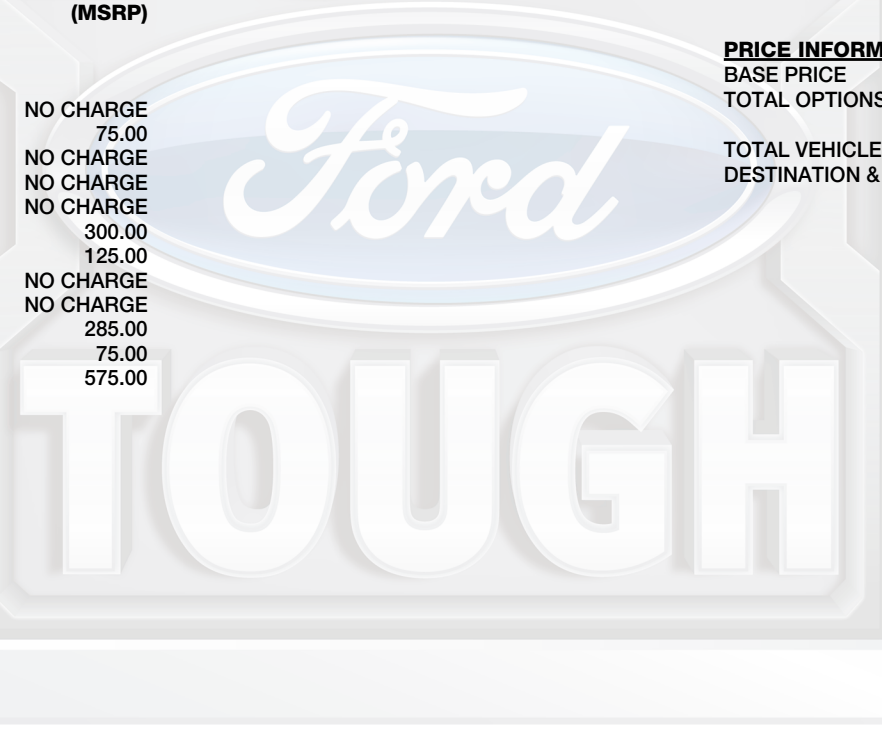 (MSRP)
NO CHARGE
75.00
NO CHARGE
NO CHARGE
NO CHARGE
300.00
125.00
NO CHARGE
NO CHARGE
285.00
75.00
575.00
PRICE INFORM
BASE PRICE
TOTAL OPTIONS
TOTAL VEHICLE
DESTINATION &
Ford
TOUGH